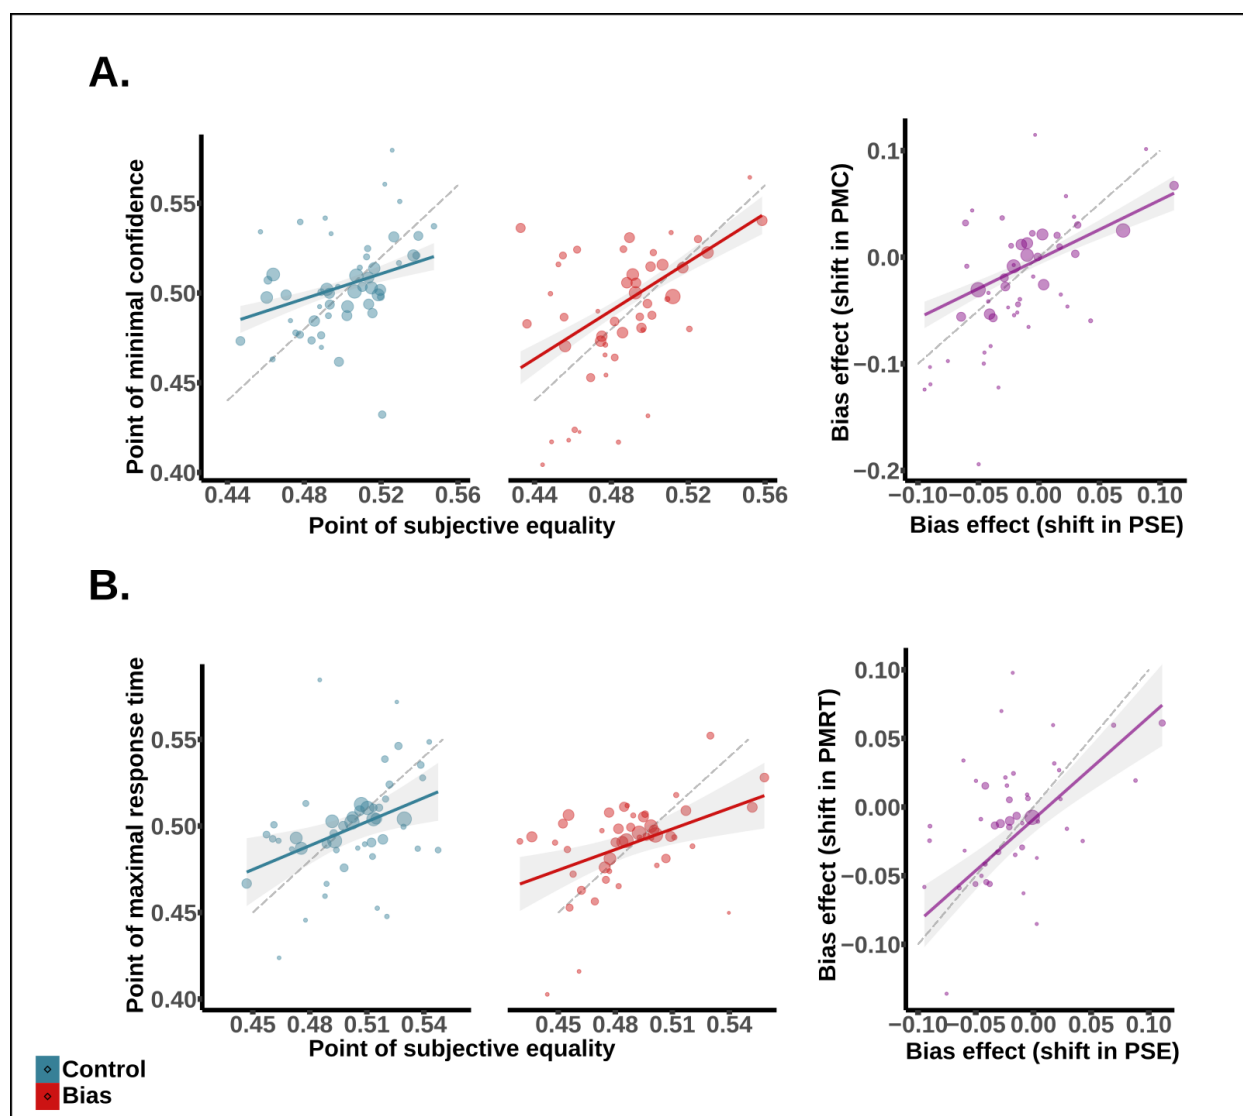 A.
Point of minimal confidence
0.55
0.50
0.45
0.40
0.44 0.48 0.52 0.56
0.44 0.48 0.52 0.56
Point of subjective equality
Bias effect (shift in PMC)
0.1
0.0
−0.1
−0.2
−0.10 −0.05 0.00 0.05 0.10
Bias effect (shift in PSE)
B.
Point of maximal response time
0.55
0.50
0.45
0.40
0.45 0.48 0.51 0.54
0.45 0.48 0.51 0.54
Point of subjective equality
Bias effect (shift in PMRT)
0.10
0.05
0.00
−0.05
−0.10
−0.10 −0.05 0.00 0.05 0.10
Bias effect (shift in PSE)
Control
Bias